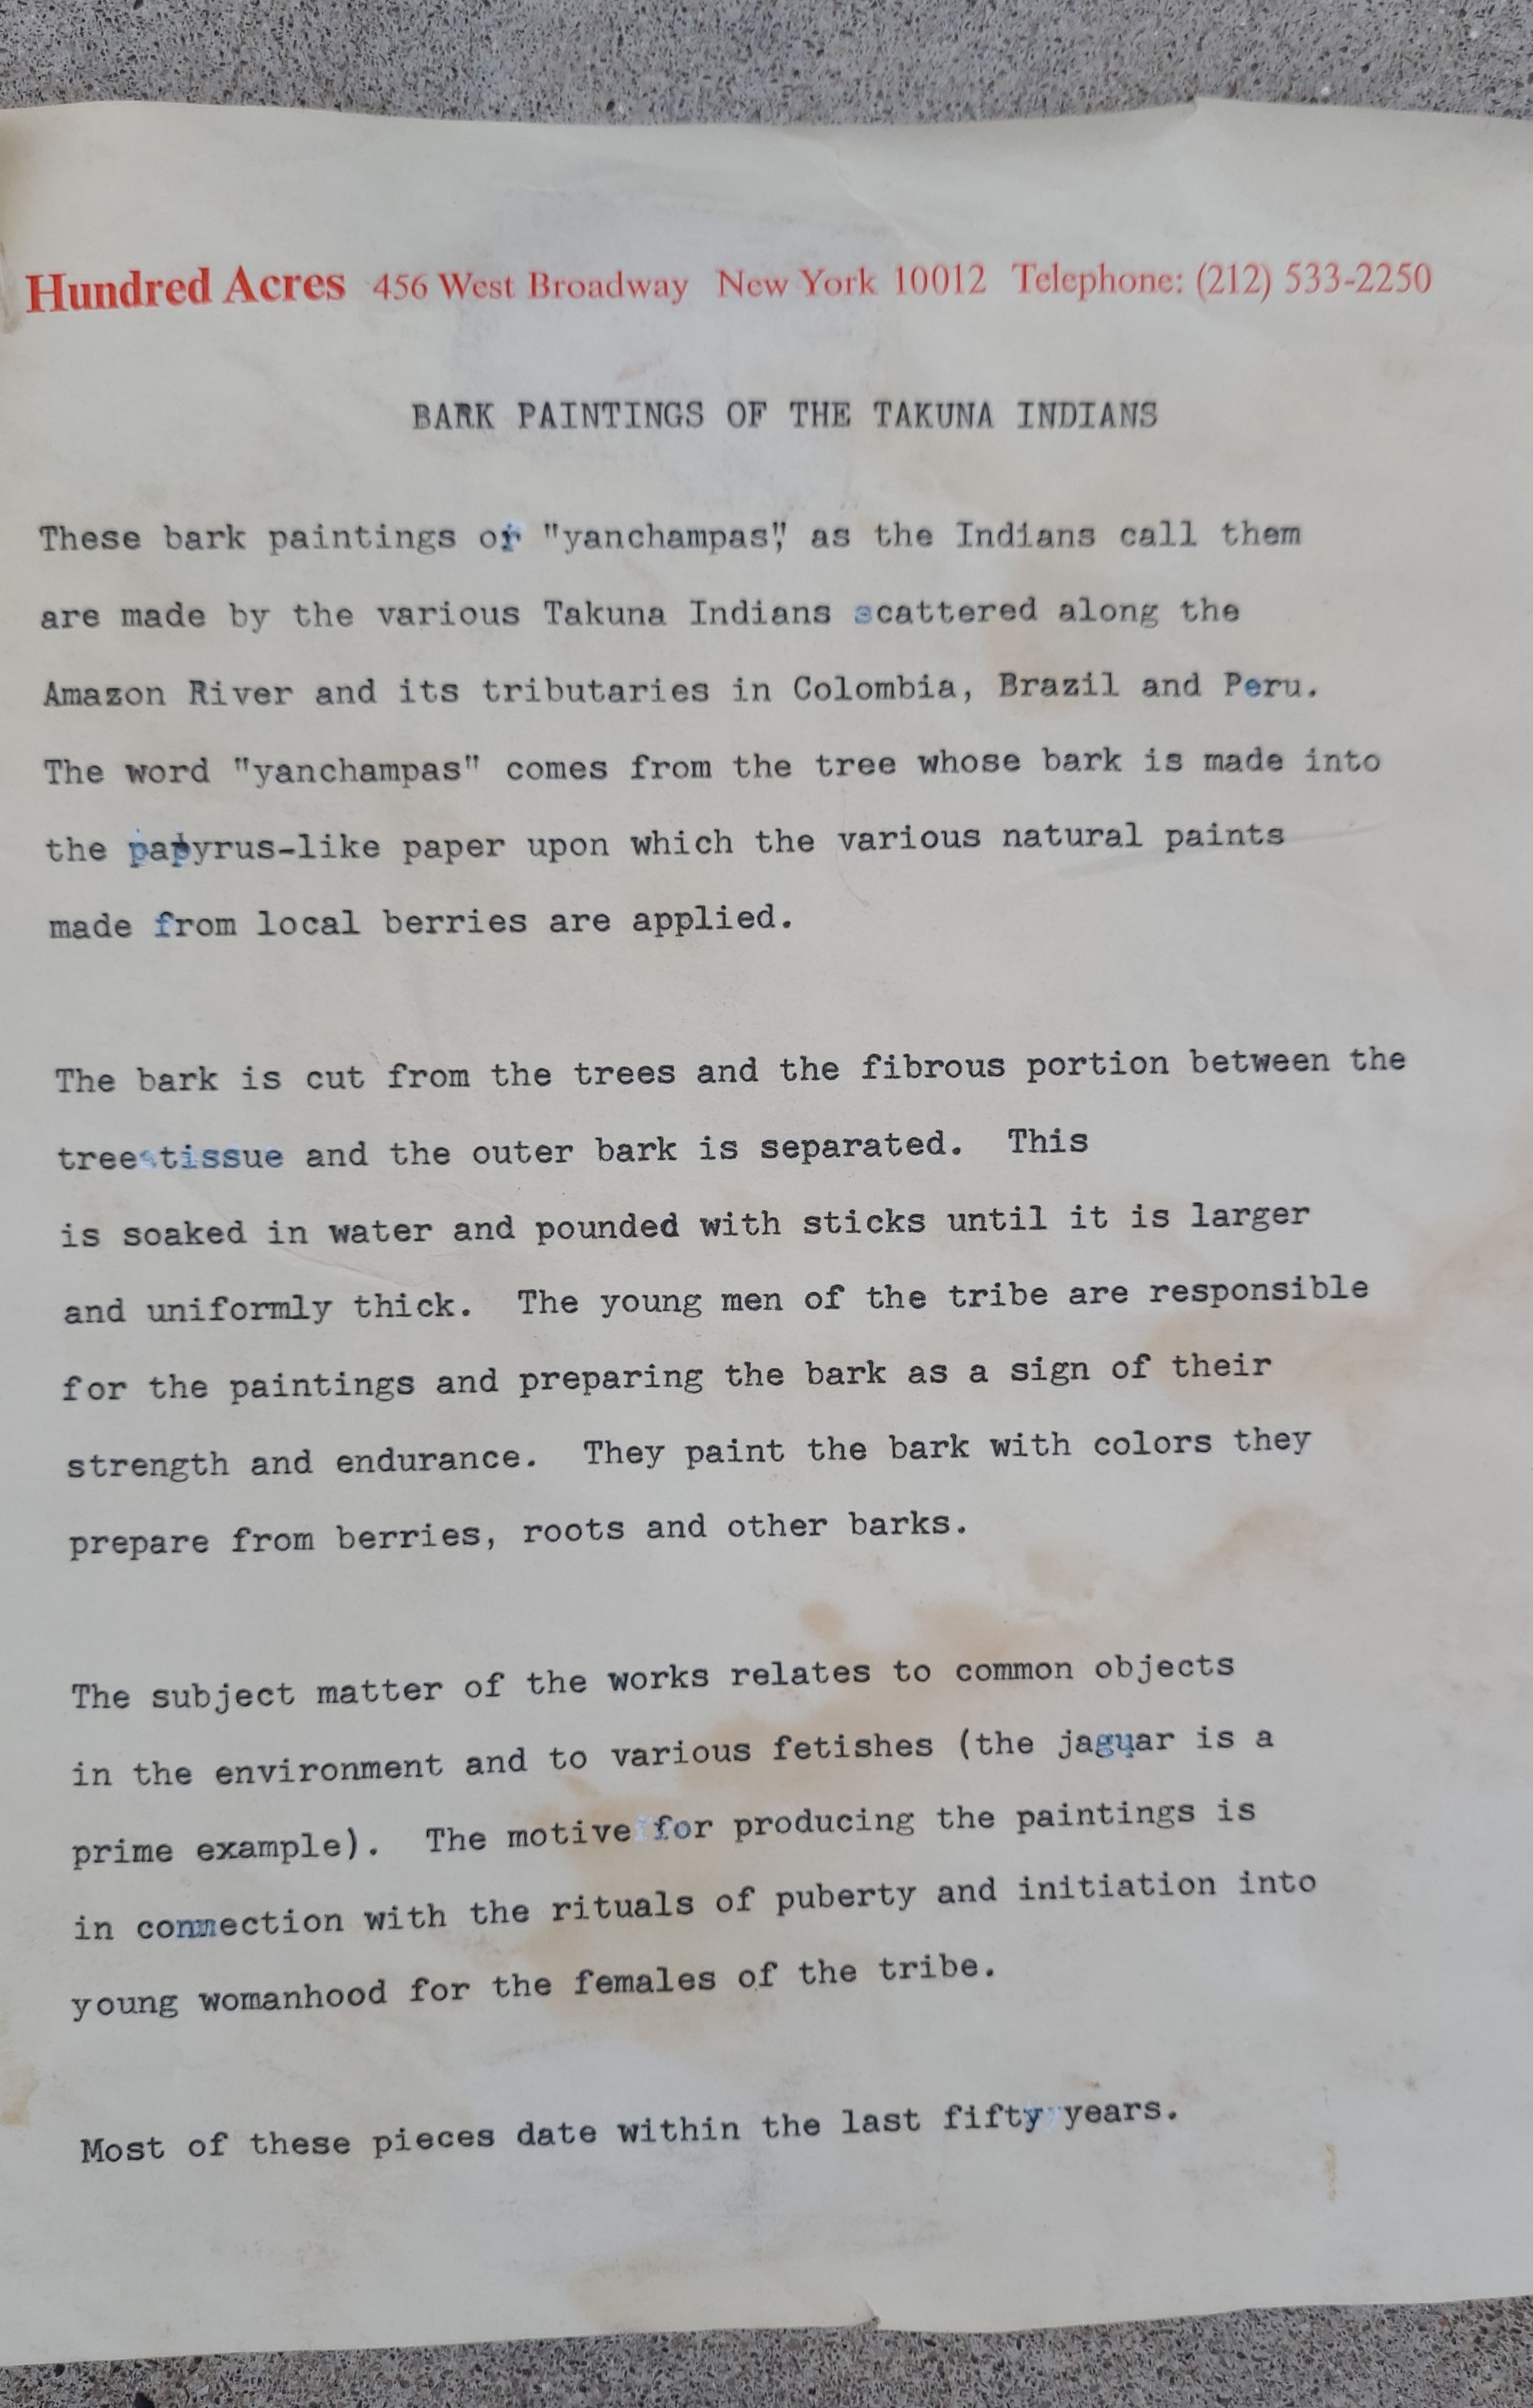 Hundred Acres 456 West Broadway New York 10012 Telephone: (212) 533-2250
BARK PAINTINGS OF THE TAKUNA INDIANS
These bark paintings or "yanchampas", as the Indians call them
are made by the various Takuna Indians scattered along the
Amazon River and its tributaries in Colombia, Brazil and Peru.
The word "yanchampas" comes from the tree whose bark is made into
the papyrus-like paper upon which the various natural paints
made from local berries are applied.
The bark is cut from the trees and the fibrous portion between the
tree tissue and the outer bark is separated. This
is soaked in water and pounded with sticks until it is larger
and uniformly thick. The young men of the tribe are responsible
for the paintings and preparing the bark as a sign of their
strength and endurance. They paint the bark with colors they
prepare from berries, roots and other barks.
The subject matter of the works relates to common objects
in the environment and to various fetishes (the jaguar is a
prime example). The motive for producing the paintings is
in connection with the rituals of puberty and initiation into
young womanhood for the females of the tribe.
Most of these pieces date within the last fifty years.